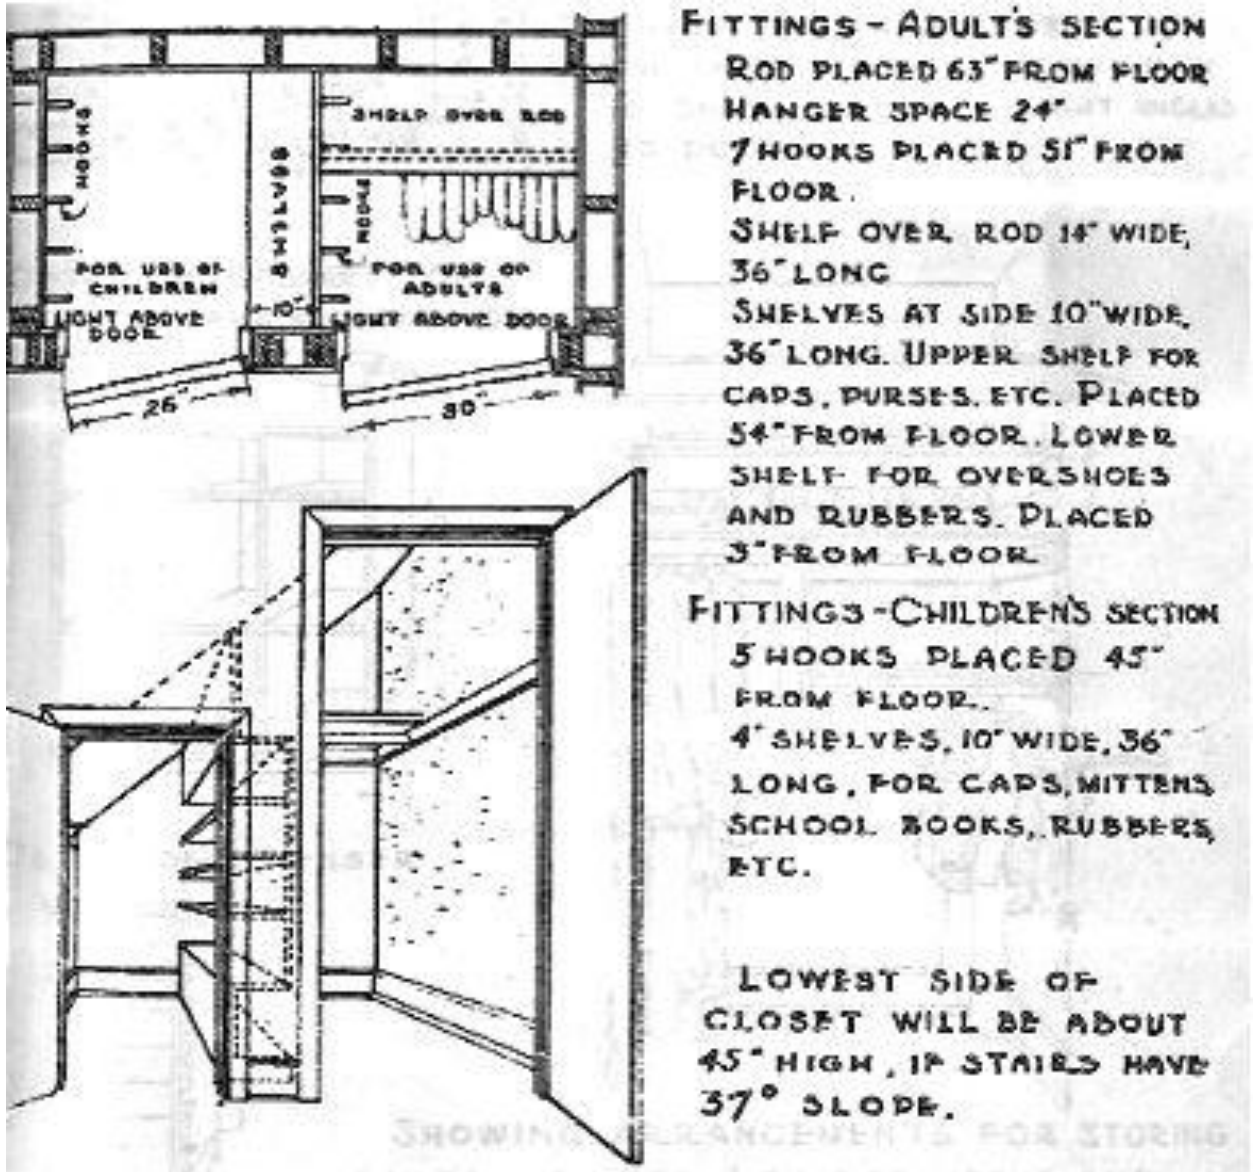 HOOKS
SHELF OVER ROD
SHELVES
FOR USE OF
CHILDREN
FOR USE OF
ADULTS
10"
LIGHT ABOVE
DOOR
LIGHT ABOVE DOOR
26"
30"
FITTINGS - ADULT'S SECTION
ROD PLACED 63" FROM FLOOR
HANGER SPACE 24"
7 HOOKS PLACED 51" FROM
FLOOR.
SHELF OVER ROD 14" WIDE,
36" LONG
SHELVES AT SIDE 10" WIDE,
36" LONG. UPPER SHELF FOR
CAPS, PURSES, ETC. PLACED
54" FROM FLOOR. LOWER
SHELF FOR OVERSHOES
AND RUBBERS. PLACED
3" FROM FLOOR.
FITTINGS - CHILDREN'S SECTION
5 HOOKS PLACED 45"
FROM FLOOR.
4 SHELVES, 10" WIDE, 36"
LONG, FOR CAPS, MITTENS
SCHOOL BOOKS, RUBBERS,
ETC.
LOWEST SIDE OF
CLOSET WILL BE ABOUT
45" HIGH, IF STAIRS HAVE
37° SLOPE.
SHOWING ARRANGEMENTS FOR STORING